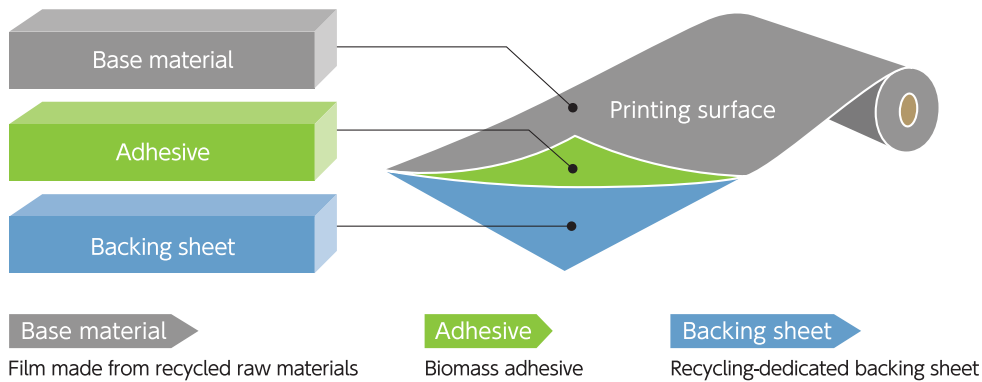 Base material
Adhesive
Backing sheet
Printing surface
Base material
Film made from recycled raw materials
Adhesive
Biomass adhesive
Backing sheet
Recycling-dedicated backing sheet